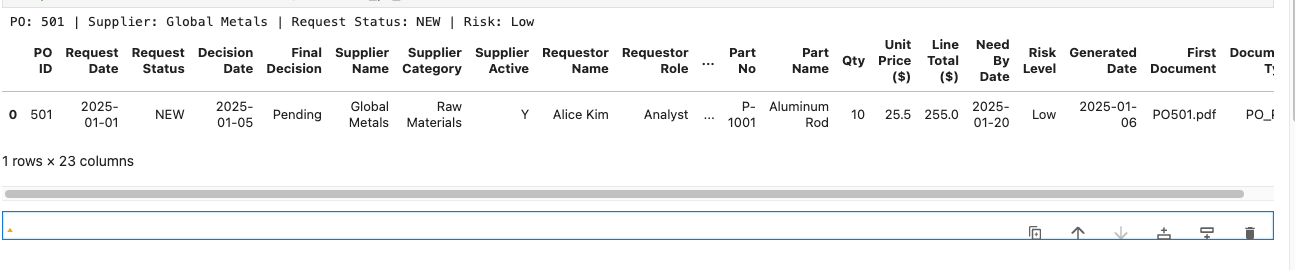 PO: 501 | Supplier: Global Metals | Request Status: NEW | Risk: Low
PO ID Request Date Request Status Decision Date Final Decision Supplier Name Supplier Category Supplier Active Requestor Name Requestor Role ... Part No Part Name Qty Unit Price ($) Line Total ($) Need By Date Risk Level Generated Date First Document
0 501 2025-01-01 NEW 2025-01-05 Pending Global Metals Raw Materials Y Alice Kim Analyst ... P-1001 Aluminum Rod 10 25.5 255.0 2025-01-20 Low 2025-01-06 PO501.pdf
1 rows × 23 columns